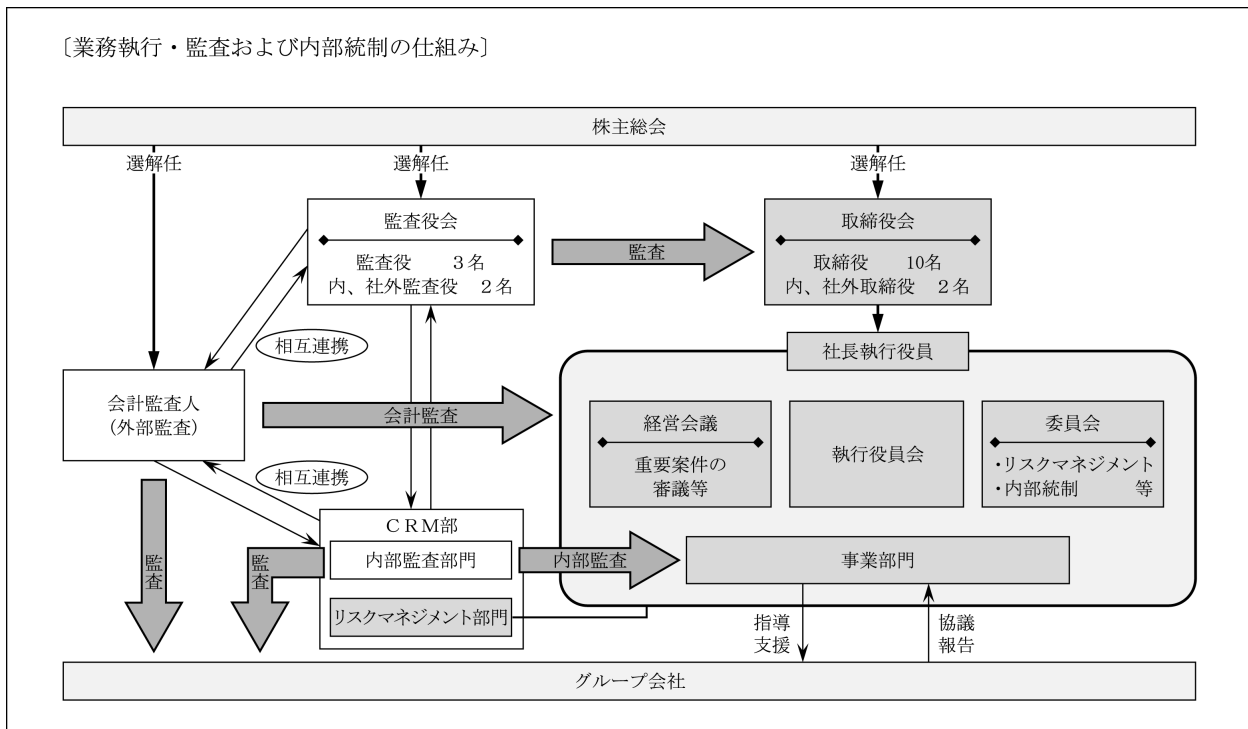 〔業務執行・監査および内部統制の仕組み〕
株主総会
選解任
選解任
選解任
監査役会
監査役　　３名
内、社外監査役　２名
監査
取締役会
取締役　　10名
内、社外取締役　２名
相互連携
社長執行役員
会計監査人
（外部監査）
会計監査
経営会議
重要案件の
審議等
執行役員会
委員会
・リスクマネジメント
・内部統制　　　等
相互連携
ＣＲＭ部
内部監査部門
内部監査
事業部門
監査
監査
リスクマネジメント部門
指導
支援
協議
報告
グループ会社